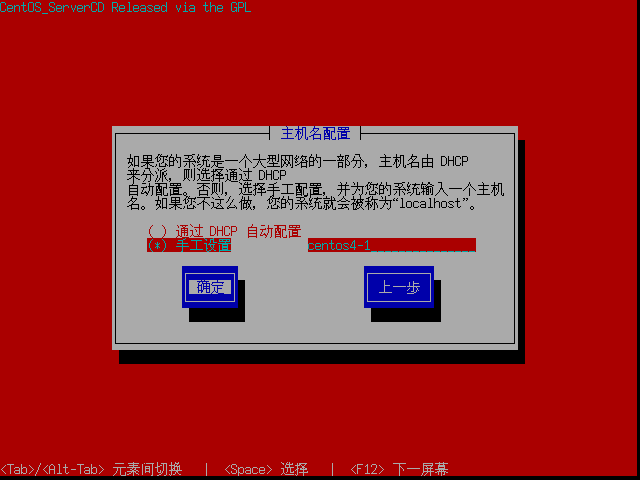 CentOS_ServerCD Released via the GPL
主机名配置
如果您的系统是一个大型网络的一部分, 主机名由 DHCP
来分派, 则选择通过 DHCP
自动配置。否则, 选择手工配置, 并为您的系统输入一个主机
名。如果您不这么做, 您的系统就会被称为“localhost”。
( ) 通过 DHCP 自动配置
(*) 手工设置 centos4-1_______________
确定 上一步
<Tab>/<Alt-Tab> 元素间切换 | <Space> 选择 | <F12> 下一屏幕